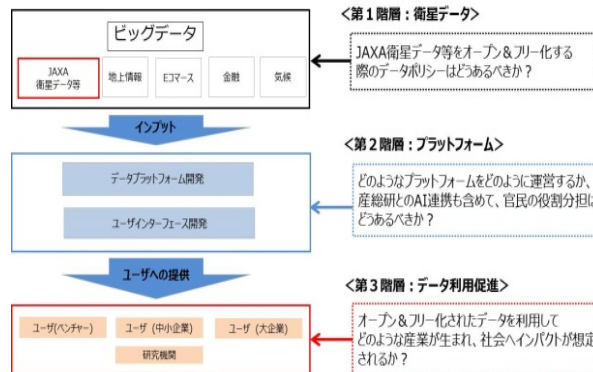 <第1階層：衛星データ>
ビッグデータ
JAXA
衛星データ等
地上情報
Eコマース
金融
気候
JAXA衛星データ等をオープン&フリー化する
際のデータポリシーはどうあるべきか？
インプット
<第2階層：プラットフォーム>
データプラットフォーム開発
ユーザインターフェース開発
どのようなプラットフォームをどのように運営するか、
産総研とのAI連携も含めて、官民の役割分担は
どうあるべきか？
ユーザへの提供
<第3階層：データ利用促進>
ユーザ(ベンチャー)
ユーザ (中小企業)
ユーザ (大企業)
研究機関
オープン&フリー化されたデータを利用して
どのような産業が生まれ、社会へインパクトが想定
されるか？